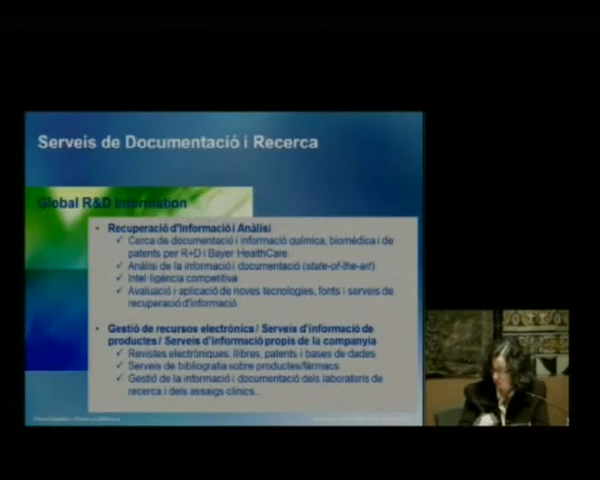 Serveis de Documentació i Recerca
Global R&D Information
• Recuperació d'Informació i Anàlisi
✓ Cerca de documentació i informació química, biomèdica i de
patents per R+D i Bayer HealthCare
✓ Anàlisi de la informació i documentació (state-of-the-art)
✓ Intel·ligència competitiva
✓ Avaluació i aplicació de noves tecnologies, fonts i serveis de
recuperació d'informació
• Gestió de recursos electrònics / Serveis d'informació de
productes / Serveis d'Informació propis de la companyia
✓ Revistes electròniques, llibres, patents i bases de dades
✓ Serveis de bibliografia sobre productes/fàrmacs
✓ Gestió de la informació i documentació dels laboratoris de
recerca i dels assaigs clínics...